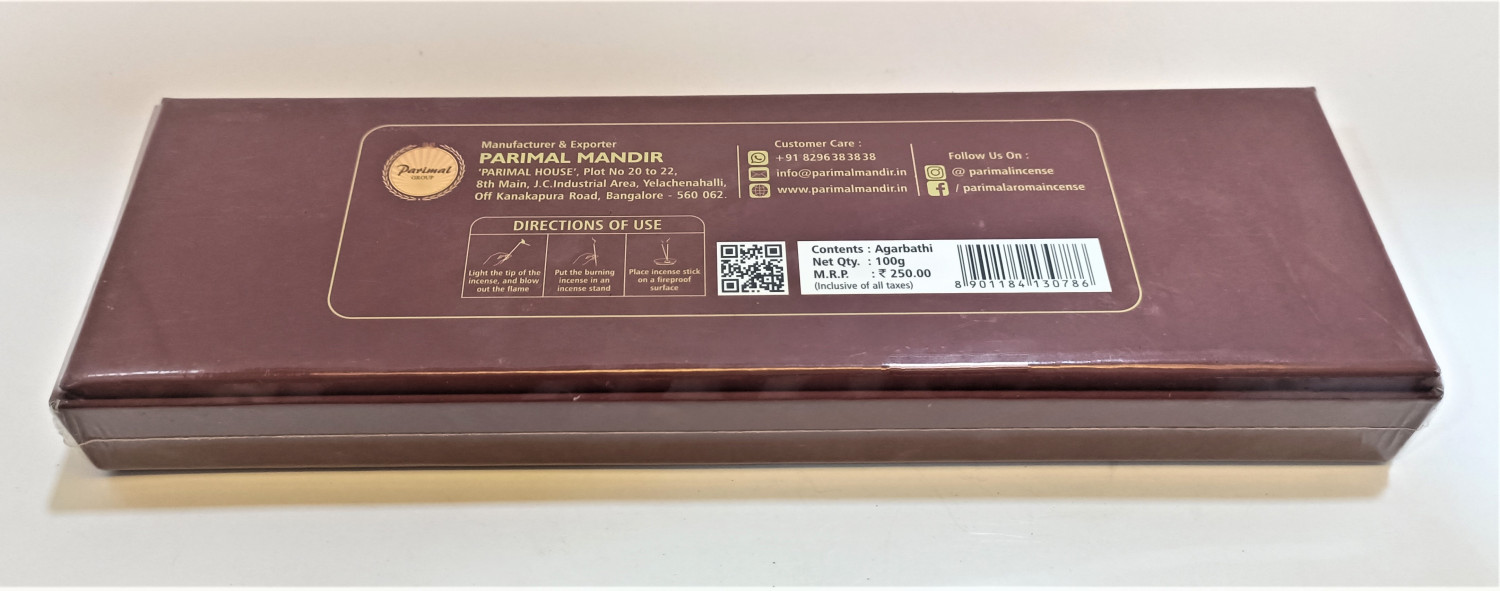 Parimal
GROUP
Manufacturer & Exporter
PARIMAL MANDIR
'PARIMAL HOUSE', Plot No 20 to 22,
8th Main, J.C.Industrial Area, Yelachenahalli,
Off Kanakapura Road, Bangalore - 560 062.
Customer Care :
+91 8296383838
info@parimalmandir.in
www.parimalmandir.in
Follow Us On :
@ parimalincense
/ parimalaromaincense
DIRECTIONS OF USE
Light the tip of the
incense, and blow
out the flame
Put the burning
incense in an
incense stand
Place incense stick
on a fireproof
surface
Contents : Agarbathi
Net Qty. : 100g
M.R.P. : ₹ 250.00
(Inclusive of all taxes)
8 901184 130786